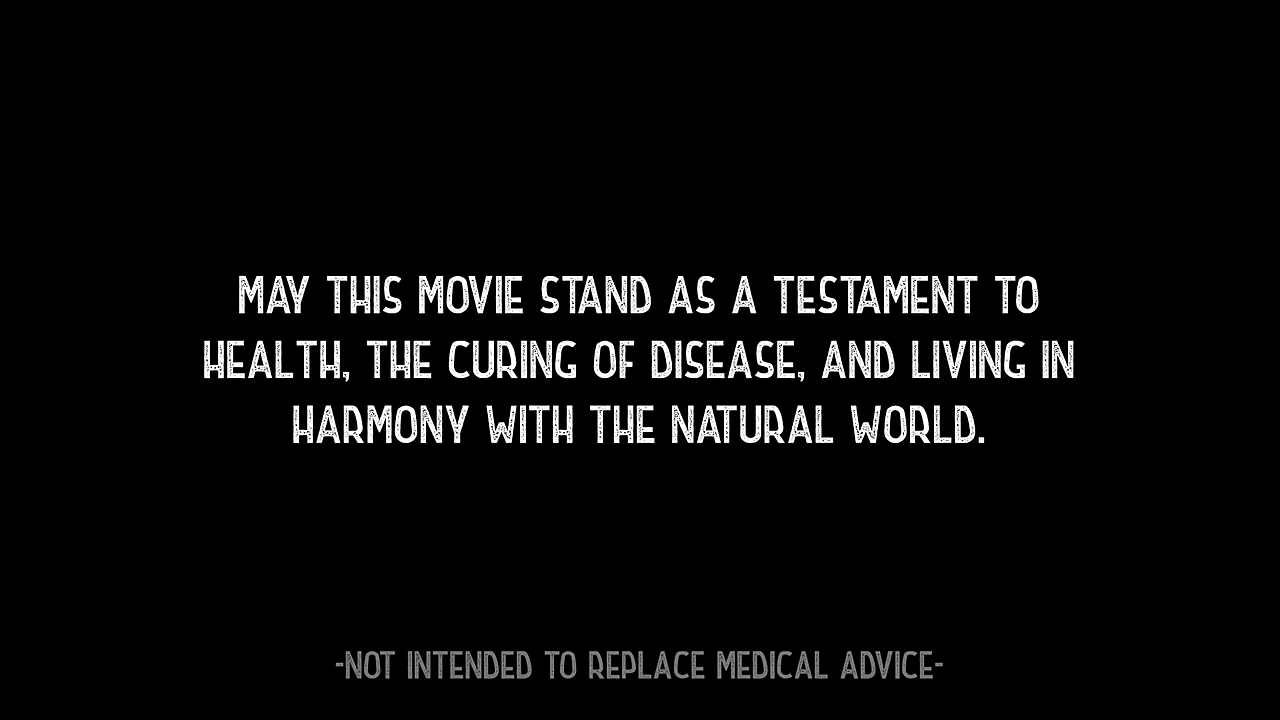 MAY THIS MOVIE STAND AS A TESTAMENT TO
HEALTH, THE CURING OF DISEASE, AND LIVING IN
HARMONY WITH THE NATURAL WORLD.
-NOT INTENDED TO REPLACE MEDICAL ADVICE-